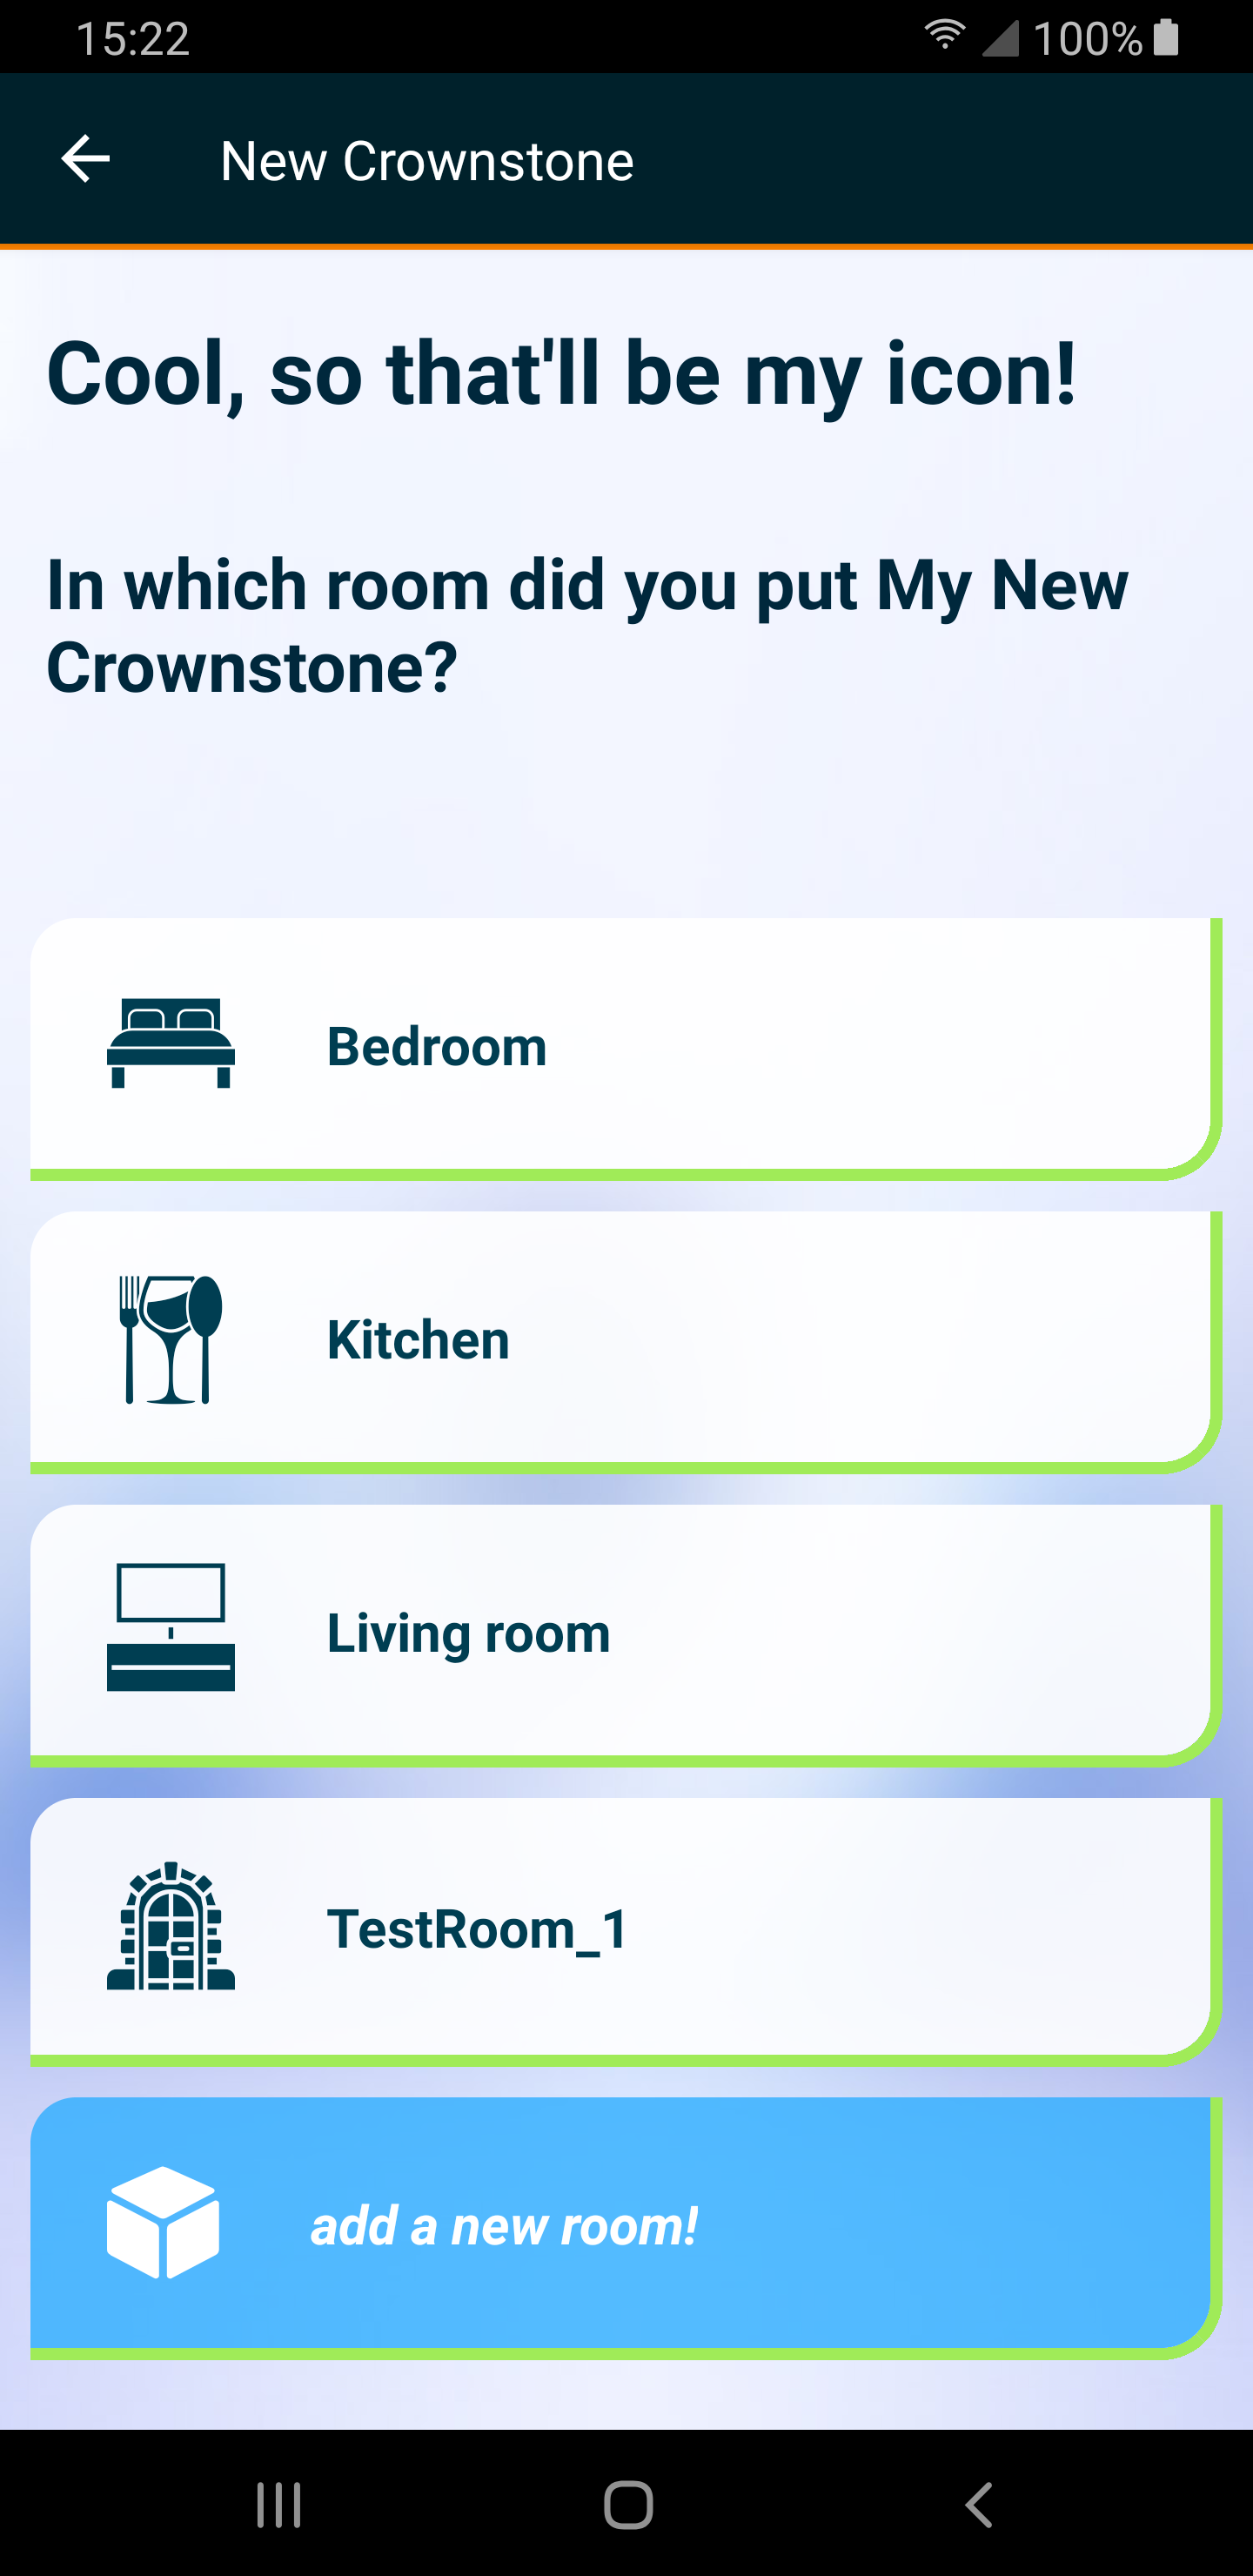 15:22
100%
New Crownstone
Cool, so that'll be my icon!
In which room did you put My New
Crownstone?
Bedroom
Kitchen
Living room
TestRoom_1
add a new room!